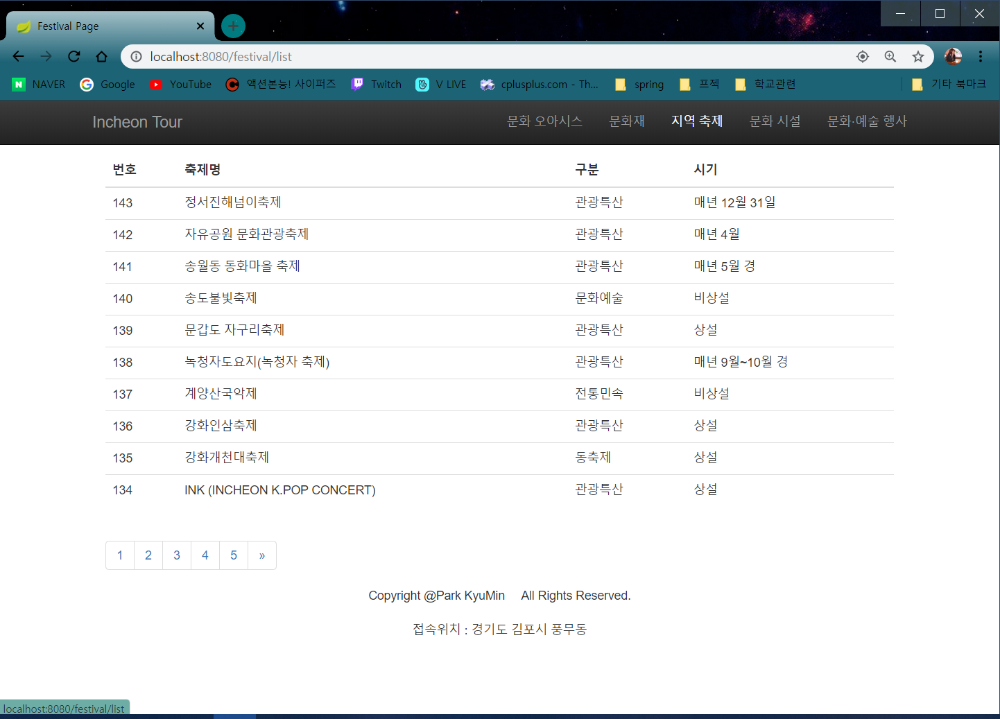 Festival Page
localhost:8080/festival/list
NAVER Google YouTube 액션본능! 사이퍼즈 Twitch V LIVE cplusplus.com - Th... spring 프젝 학교관련 기타 북마크
Incheon Tour 문화 오아시스 문화재 지역 축제 문화 시설 문화·예술 행사
번호 축제명 구분 시기
143 정서진해넘이축제 관광특산 매년 12월 31일
142 자유공원 문화관광축제 관광특산 매년 4월
141 송월동 동화마을 축제 관광특산 매년 5월 경
140 송도불빛축제 문화예술 비상설
139 문갑도 자구리축제 관광특산 상설
138 녹청자도요지(녹청자 축제) 관광특산 매년 9월~10월 경
137 계양산국악제 전통민속 비상설
136 강화인삼축제 관광특산 상설
135 강화개천대축제 동축제 상설
134 INK (INCHEON K.POP CONCERT) 관광특산 상설
1 2 3 4 5 »
Copyright @Park KyuMin All Rights Reserved.
접속위치 : 경기도 김포시 풍무동
localhost:8080/festival/list